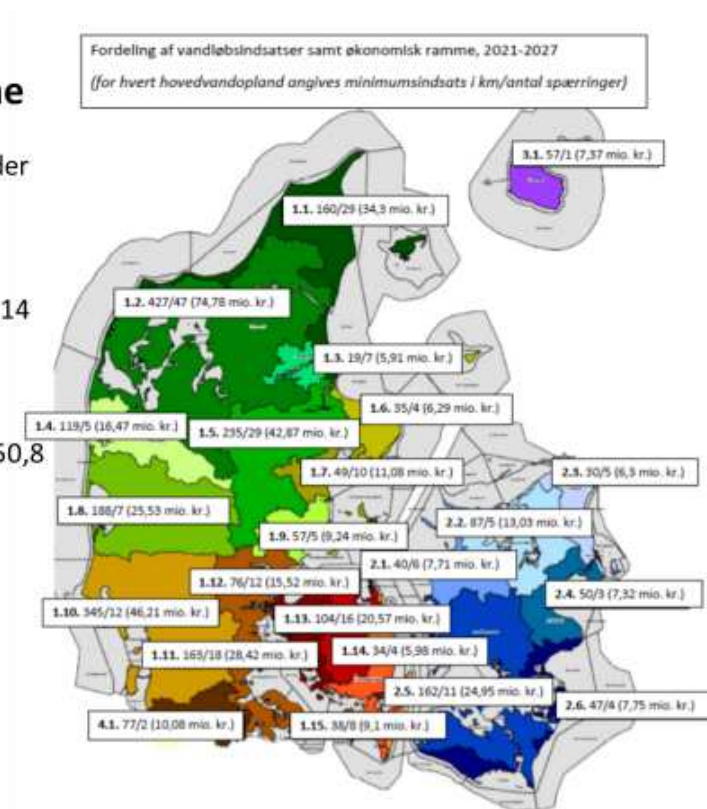 Fordeling af vandløbsindsatser samt økonomisk ramme, 2021-2027
(for hvert hovedvandopland angives minimumsindsats i km/antal spærringer)
ne
der
14
50,8
3.1. 57/1 (7,37 mio. kr.)
1.1. 160/29 (34,3 mio. kr.)
1.2. 427/47 (74,78 mio. kr.)
1.3. 19/7 (5,91 mio. kr.)
1.6. 35/4 (6,29 mio. kr.)
1.4. 119/5 (16,47 mio. kr.)
1.5. 235/29 (42,87 mio. kr.)
1.7. 49/10 (11,08 mio. kr.)
2.3. 30/5 (6,3 mio. kr.)
1.8. 188/7 (25,53 mio. kr.)
2.2. 87/5 (13,03 mio. kr.)
1.9. 57/5 (9,24 mio. kr.)
2.1. 40/6 (7,71 mio. kr.)
1.12. 76/12 (15,52 mio. kr.)
2.4. 50/3 (7,32 mio. kr.)
1.10. 345/12 (46,21 mio. kr.)
1.13. 104/16 (20,57 mio. kr.)
1.11. 163/18 (28,42 mio. kr.)
1.14. 34/4 (5,98 mio. kr.)
2.5. 162/11 (24,95 mio. kr.)
2.6. 47/4 (7,75 mio. kr.)
4.1. 77/2 (10,08 mio. kr.)
1.15. 38/8 (9,1 mio. kr.)